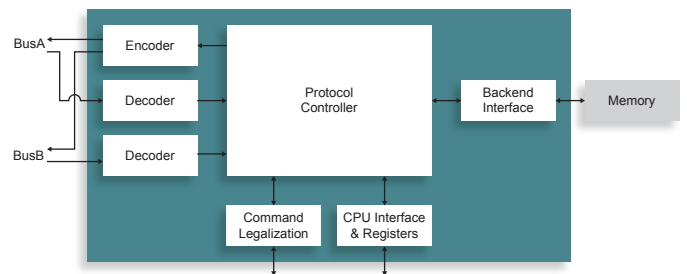 BusA
Encoder
Decoder
BusB
Decoder
Protocol
Controller
Backend
Interface
Memory
Command
Legalization
CPU Interface
& Registers